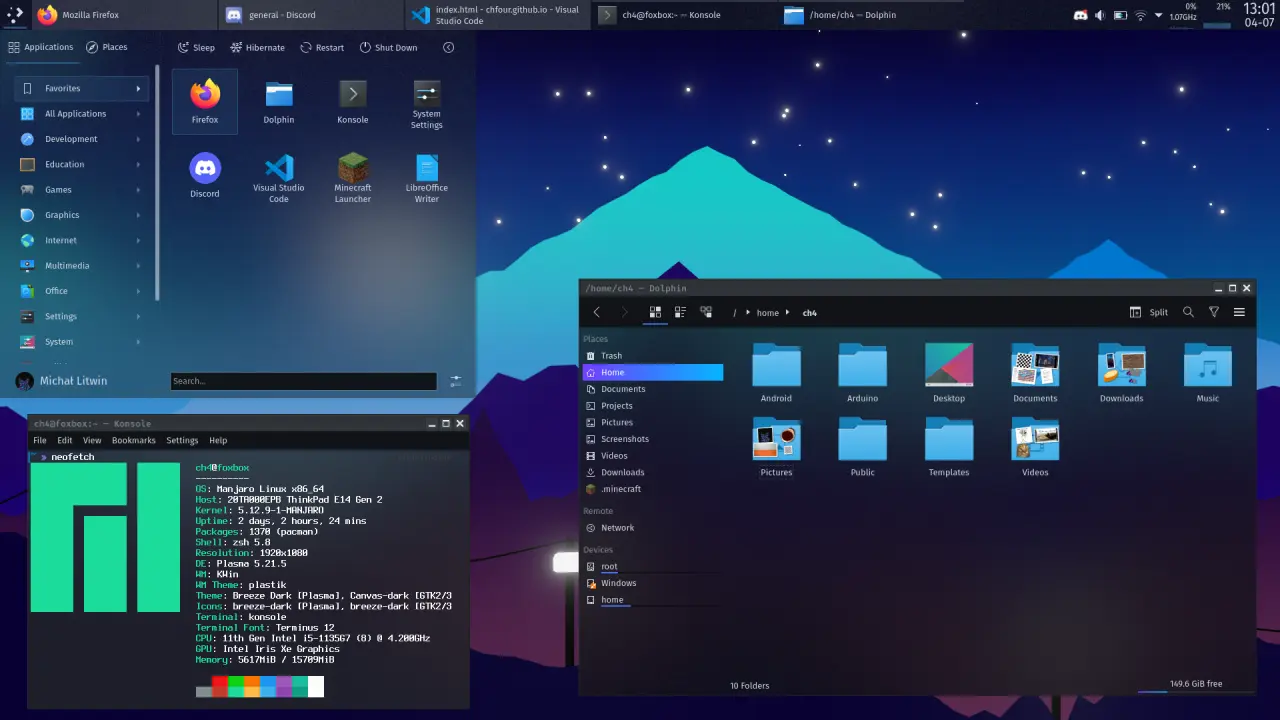 Mozilla Firefox
general - Discord
index.html - chfour.github.io - Visual
Studio Code
ch4@foxbox:~ — Konsole
/home/ch4 — Dolphin
0%
1.07GHz
21%
13:01
04-07
Applications
Places
Sleep
Hibernate
Restart
Shut Down
Favorites
All Applications
Development
Education
Games
Graphics
Internet
Multimedia
Office
Settings
System
Firefox
Dolphin
Konsole
System
Settings
Discord
Visual Studio
Code
Minecraft
Launcher
LibreOffice
Writer
Michał Litwin
Search...
ch4@foxbox:~ — Konsole
File Edit View Bookmarks Settings Help
neofetch
ch4@foxbox
----------
OS: Manjaro Linux x86_64
Host: 20TA000EPB ThinkPad E14 Gen 2
Kernel: 5.12.9-1-MANJARO
Uptime: 2 days, 2 hours, 24 mins
Packages: 1370 (pacman)
Shell: zsh 5.8
Resolution: 1920x1080
DE: Plasma 5.21.5
WM: KWin
WM Theme: plastik
Theme: Breeze Dark [Plasma], Canvas-dark [GTK2/3
Icons: breeze-dark [Plasma], breeze-dark [GTK2/3
Terminal: konsole
Terminal Font: Terminus 12
CPU: 11th Gen Intel i5-1135G7 (8) @ 4.200GHz
GPU: Intel Iris Xe Graphics
Memory: 5617MiB / 15709MiB
/home/ch4 — Dolphin
/ home ch4
Split
Places
Trash
Home
Documents
Projects
Pictures
Screenshots
Videos
Downloads
.minecraft
Remote
Network
Devices
root
Windows
home
Android
Arduino
Desktop
Documents
Downloads
Music
Pictures
Public
Templates
Videos
10 Folders
149.6 GiB free